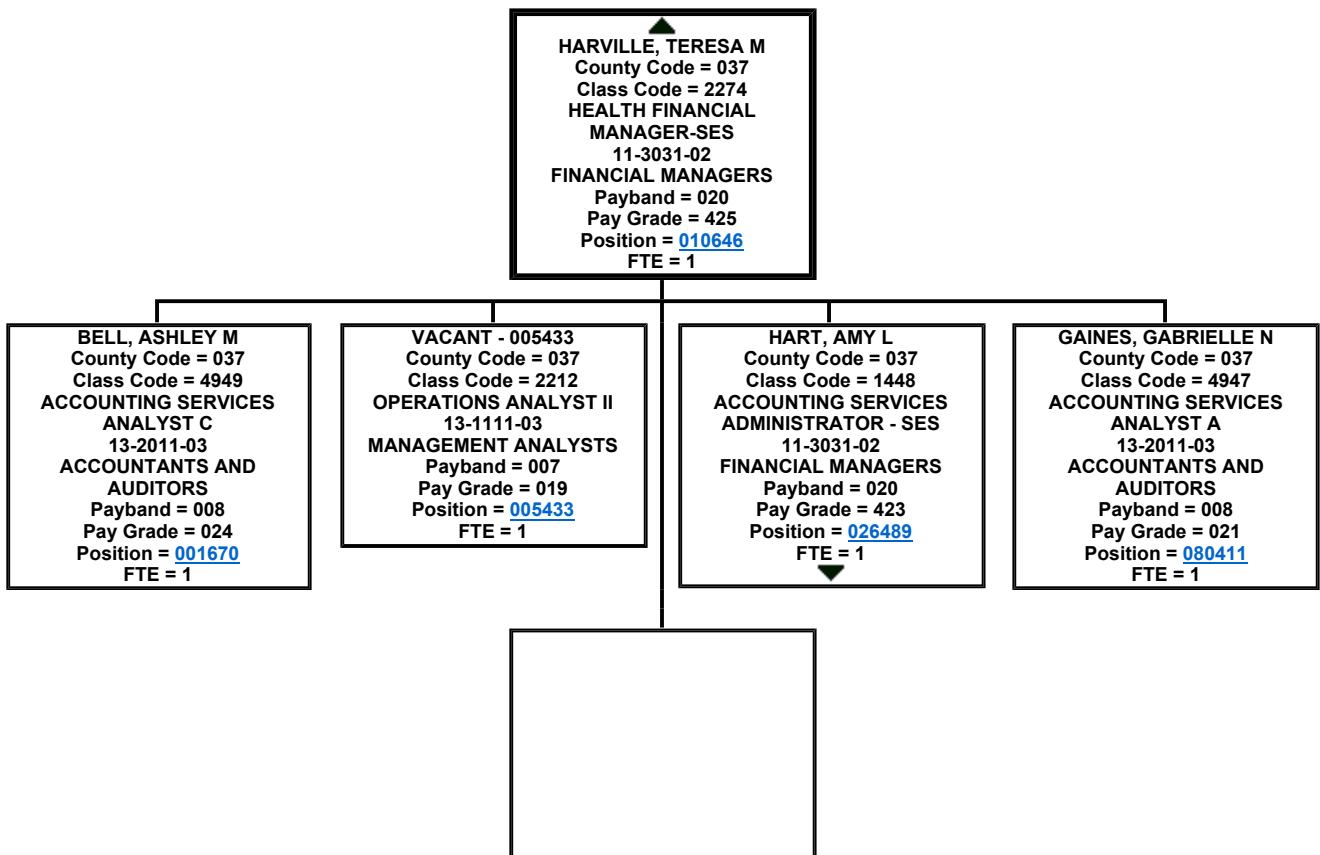 HARVILLE, TERESA M
County Code = 037
Class Code = 2274
HEALTH FINANCIAL
MANAGER-SES
11-3031-02
FINANCIAL MANAGERS
Payband = 020
Pay Grade = 425
Position = 010646
FTE = 1
BELL, ASHLEY M
County Code = 037
Class Code = 4949
ACCOUNTING SERVICES
ANALYST C
13-2011-03
ACCOUNTANTS AND
AUDITORS
Payband = 008
Pay Grade = 024
Position = 001670
FTE = 1
VACANT - 005433
County Code = 037
Class Code = 2212
OPERATIONS ANALYST II
13-1111-03
MANAGEMENT ANALYSTS
Payband = 007
Pay Grade = 019
Position = 005433
FTE = 1
HART, AMY L
County Code = 037
Class Code = 1448
ACCOUNTING SERVICES
ADMINISTRATOR - SES
11-3031-02
FINANCIAL MANAGERS
Payband = 020
Pay Grade = 423
Position = 026489
FTE = 1
GAINES, GABRIELLE N
County Code = 037
Class Code = 4947
ACCOUNTING SERVICES
ANALYST A
13-2011-03
ACCOUNTANTS AND
AUDITORS
Payband = 008
Pay Grade = 021
Position = 080411
FTE = 1